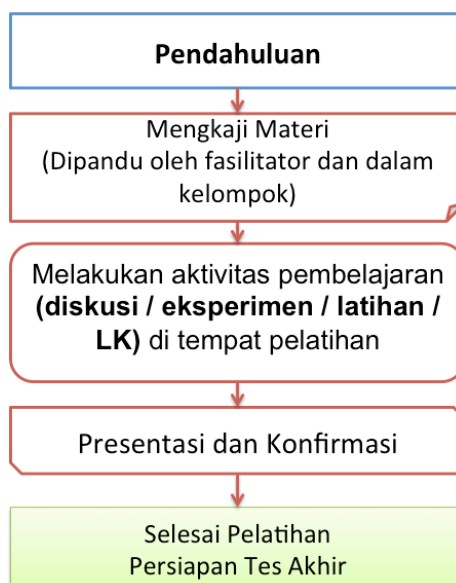 Pendahuluan
Mengkaji Materi
(Dipandu oleh fasilitator dan dalam
kelompok)
Melakukan aktivitas pembelajaran
(diskusi / eksperimen / latihan /
LK) di tempat pelatihan
Presentasi dan Konfirmasi
Selesai Pelatihan
Persiapan Tes Akhir